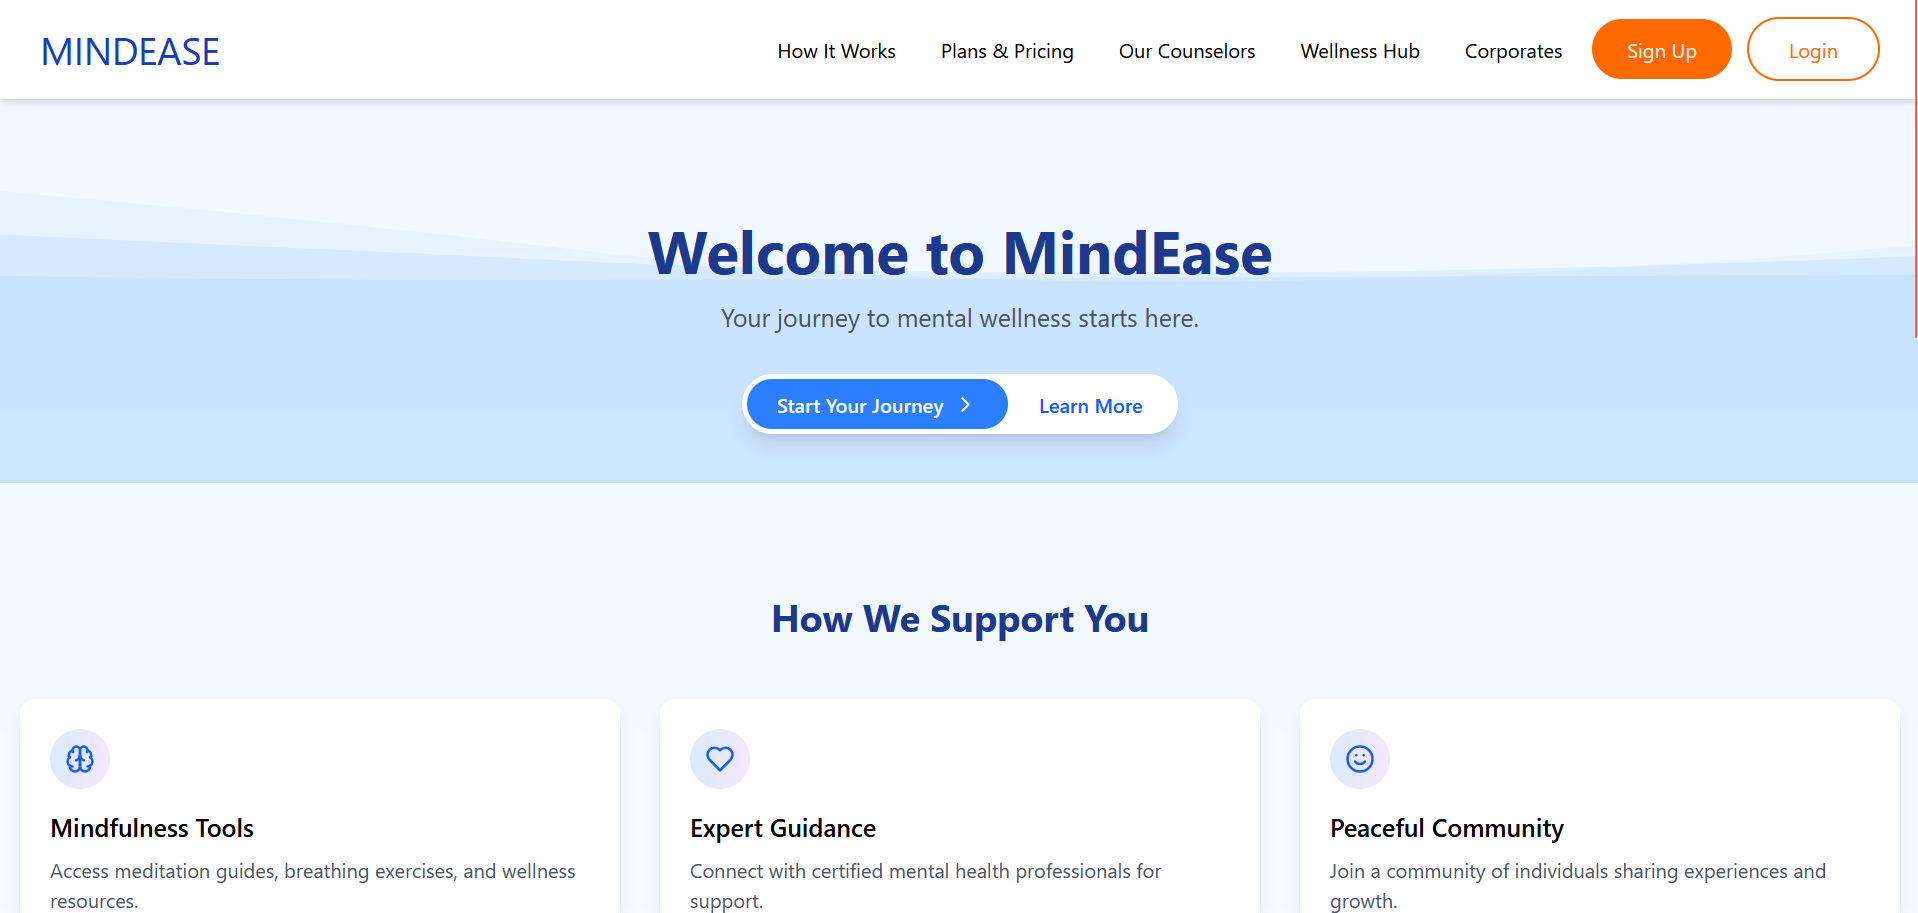 MINDEASE
How It Works
Plans & Pricing
Our Counselors
Wellness Hub
Corporates
Sign Up
Login
Welcome to MindEase
Your journey to mental wellness starts here.
Start Your Journey
Learn More
How We Support You
Mindfulness Tools
Access meditation guides, breathing exercises, and wellness
resources.
Expert Guidance
Connect with certified mental health professionals for
support.
Peaceful Community
Join a community of individuals sharing experiences and
growth.